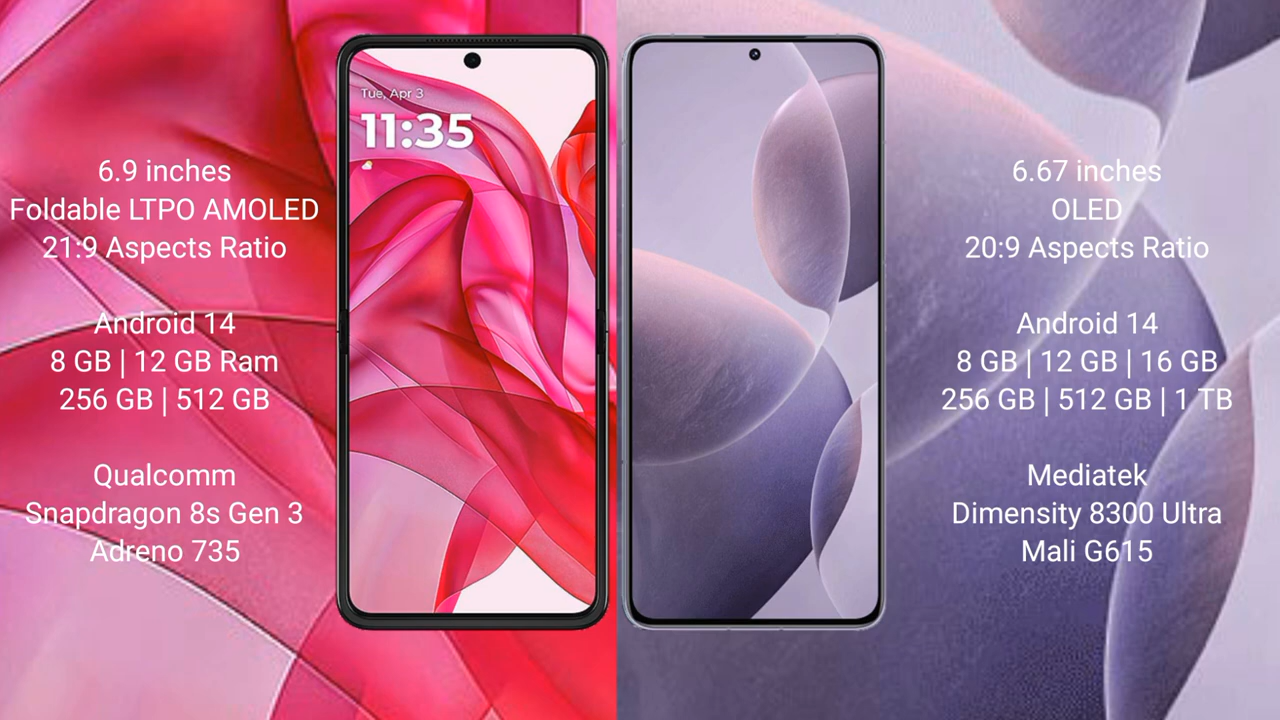 6.9 inches
Foldable LTPO AMOLED
21:9 Aspects Ratio
Android 14
8 GB | 12 GB Ram
256 GB | 512 GB
Qualcomm
Snapdragon 8s Gen 3
Adreno 735
Tue, Apr 3
11:35
6.67 inches
OLED
20:9 Aspects Ratio
Android 14
8 GB | 12 GB | 16 GB
256 GB | 512 GB | 1 TB
Mediatek
Dimensity 8300 Ultra
Mali G615